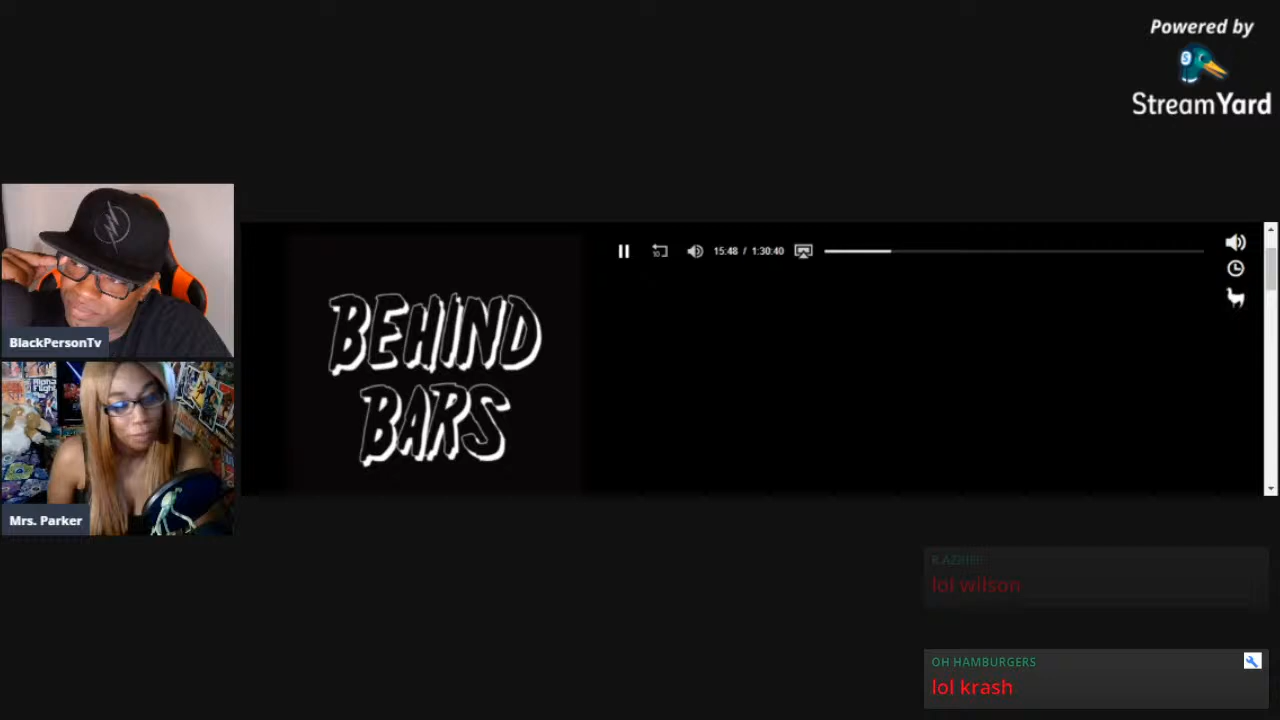 Powered by
StreamYard
BlackPersonTv
15:48 / 1:30:40
10
BEHIND
BARS
Mrs. Parker
lol wilson
OH HAMBURGERS
lol krash